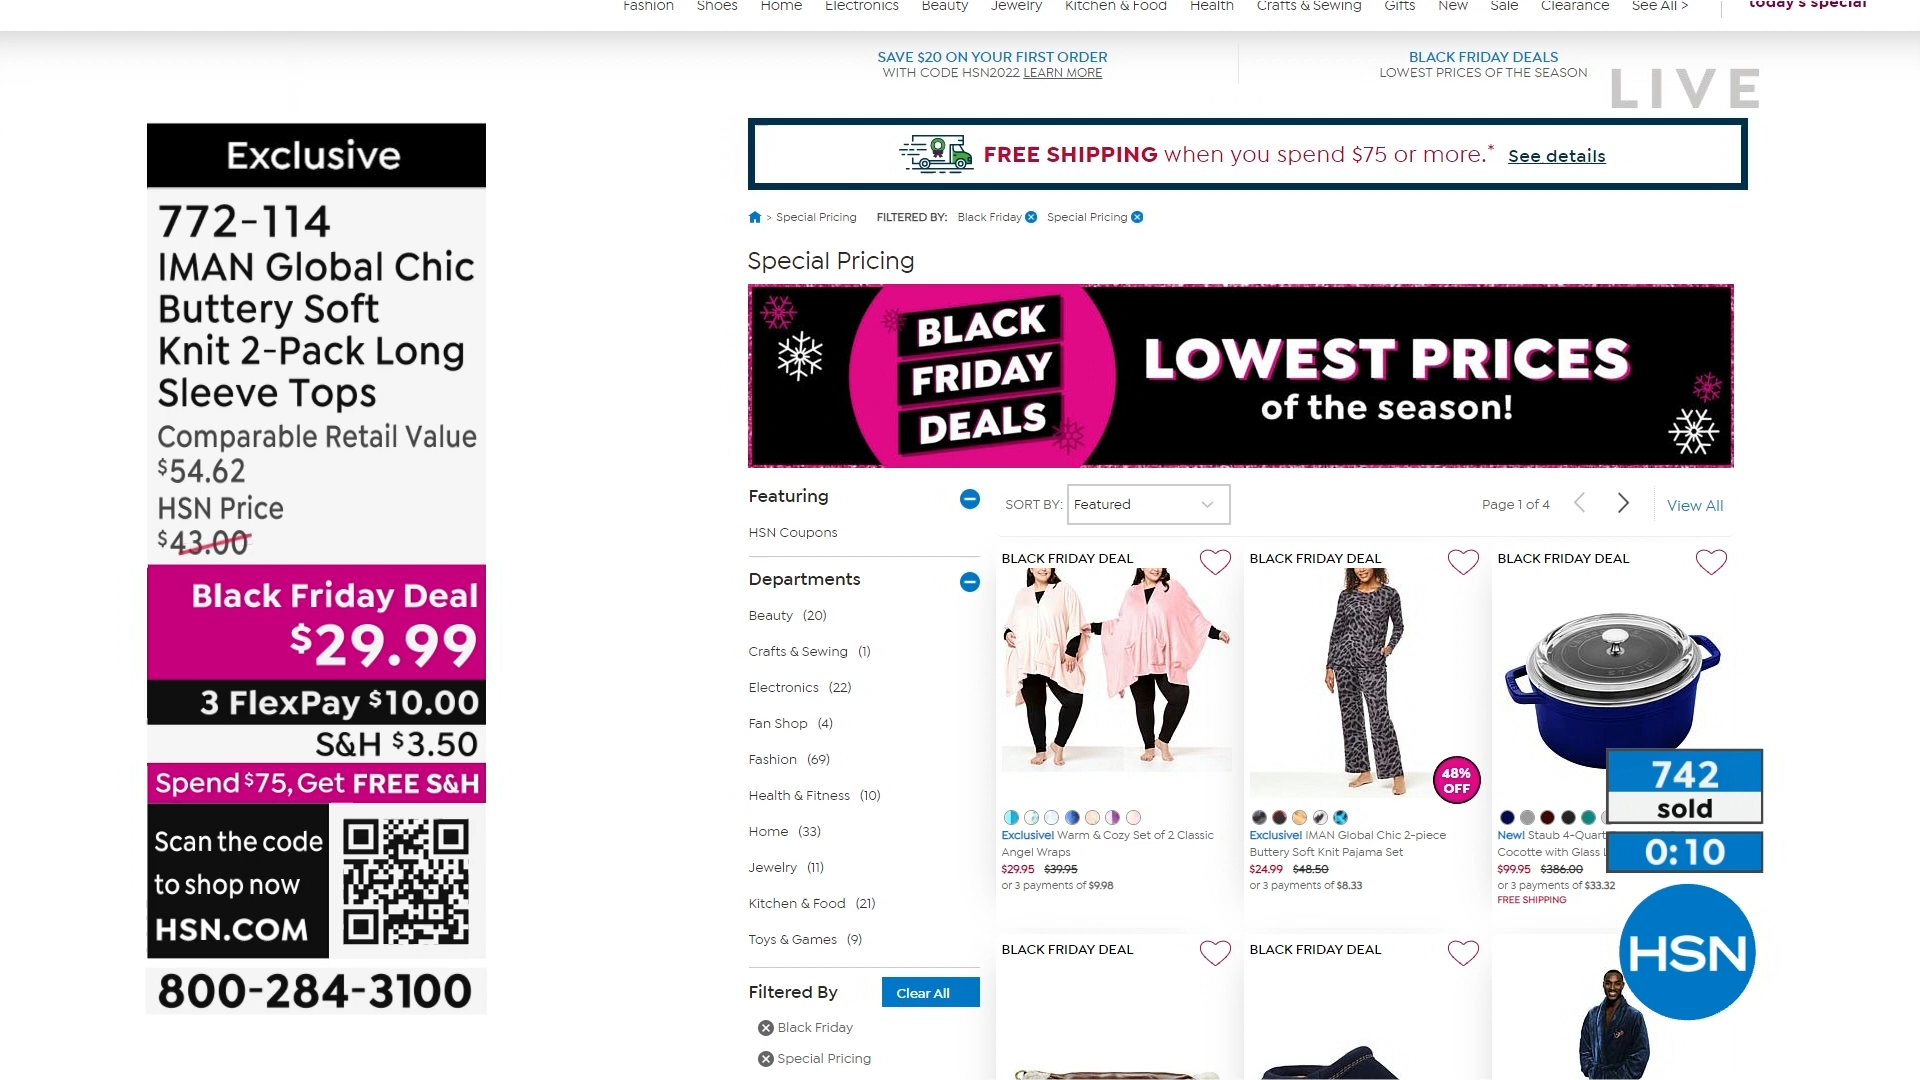 Fashion Shoes Home Electronics Beauty Jewelry Kitchen & Food Health Crafts & Sewing Gifts New Sale Clearance See All > today's special
SAVE $20 ON YOUR FIRST ORDER
WITH CODE HSN2022 LEARN MORE
BLACK FRIDAY DEALS
LOWEST PRICES OF THE SEASON
LIVE
Exclusive
772-114
IMAN Global Chic
Buttery Soft
Knit 2-Pack Long
Sleeve Tops
Comparable Retail Value
$54.62
HSN Price
$43.00
Black Friday Deal
$29.99
3 FlexPay $10.00
S&H $3.50
Spend $75, Get FREE S&H
Scan the code
to shop now
HSN.COM
800-284-3100
FREE SHIPPING when you spend $75 or more.* See details
> Special Pricing FILTERED BY: Black Friday Special Pricing
Special Pricing
BLACK
FRIDAY
DEALS
LOWEST PRICES
of the season!
Featuring
HSN Coupons
Departments
Beauty (20)
Crafts & Sewing (1)
Electronics (22)
Fan Shop (4)
Fashion (69)
Health & Fitness (10)
Home (33)
Jewelry (11)
Kitchen & Food (21)
Toys & Games (9)
Filtered By
Clear All
Black Friday
Special Pricing
SORT BY: Featured
Page 1 of 4
View All
BLACK FRIDAY DEAL
Exclusive! Warm & Cozy Set of 2 Classic
Angel Wraps
$29.95 $39.95
or 3 payments of $9.98
BLACK FRIDAY DEAL
48%
OFF
Exclusive! IMAN Global Chic 2-piece
Buttery Soft Knit Pajama Set
$24.99 $48.50
or 3 payments of $8.33
BLACK FRIDAY DEAL
New! Staub 4-Quart
Cocotte with Glass
$99.95 $386.00
or 3 payments of $33.32
FREE SHIPPING
742
sold
0:10
HSN
BLACK FRIDAY DEAL
BLACK FRIDAY DEAL